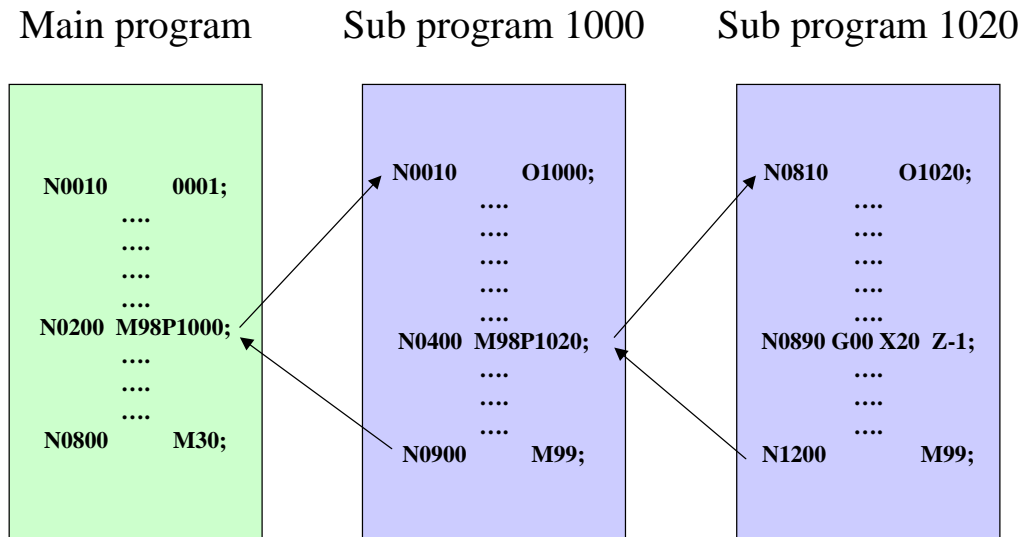 Main program
Sub program 1000
Sub program 1020
N0010 0001;
....
....
....
....
N0200 M98P1000;
....
....
....
N0800 M30;
N0010 O1000;
....
....
....
....
....
N0400 M98P1020;
....
....
....
N0900 M99;
N0810 O1020;
....
....
....
....
....
N0890 G00 X20 Z-1;
....
....
....
N1200 M99;